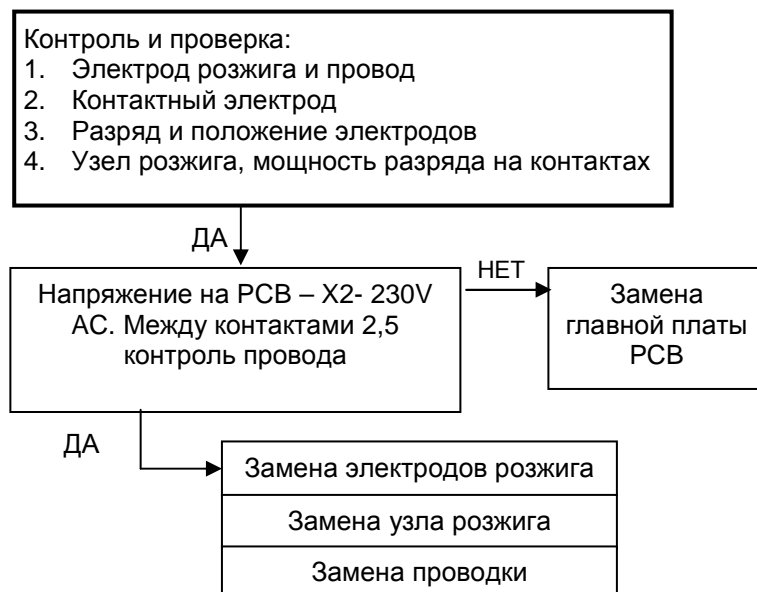 Контроль и проверка:
1. Электрод розжига и провод
2. Контактный электрод
3. Разряд и положение электродов
4. Узел розжига, мощность разряда на контактах
ДА
Напряжение на PCB – X2- 230V
AC. Между контактами 2,5
контроль провода
НЕТ
Замена
главной платы
PCB
ДА
Замена электродов розжига
Замена узла розжига
Замена проводки